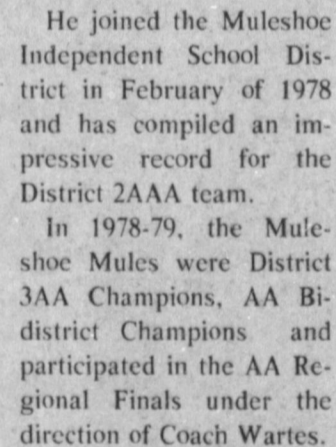 He joined the Muleshoe
Independent School Dis-
trict in February of 1978
and has compiled an im-
pressive record for the
District 2AAA team.
In 1978-79, the Mule-
shoe Mules were District
3AA Champions, AA Bi-
district Champions and
participated in the AA Re-
gional Finals under the
direction of Coach Wartes.